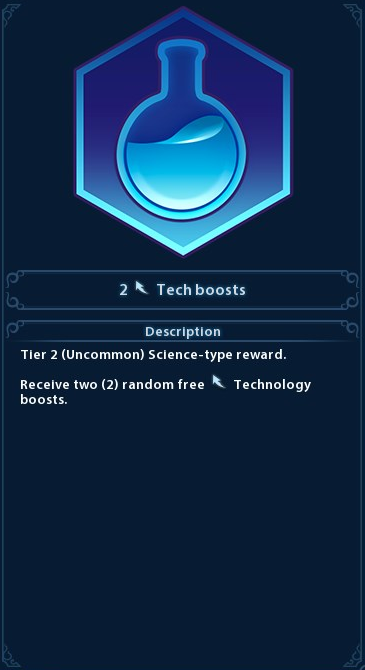 2 Tech boosts
Description
Tier 2 (Uncommon) Science-type reward.
Receive two (2) random free Technology
boosts.